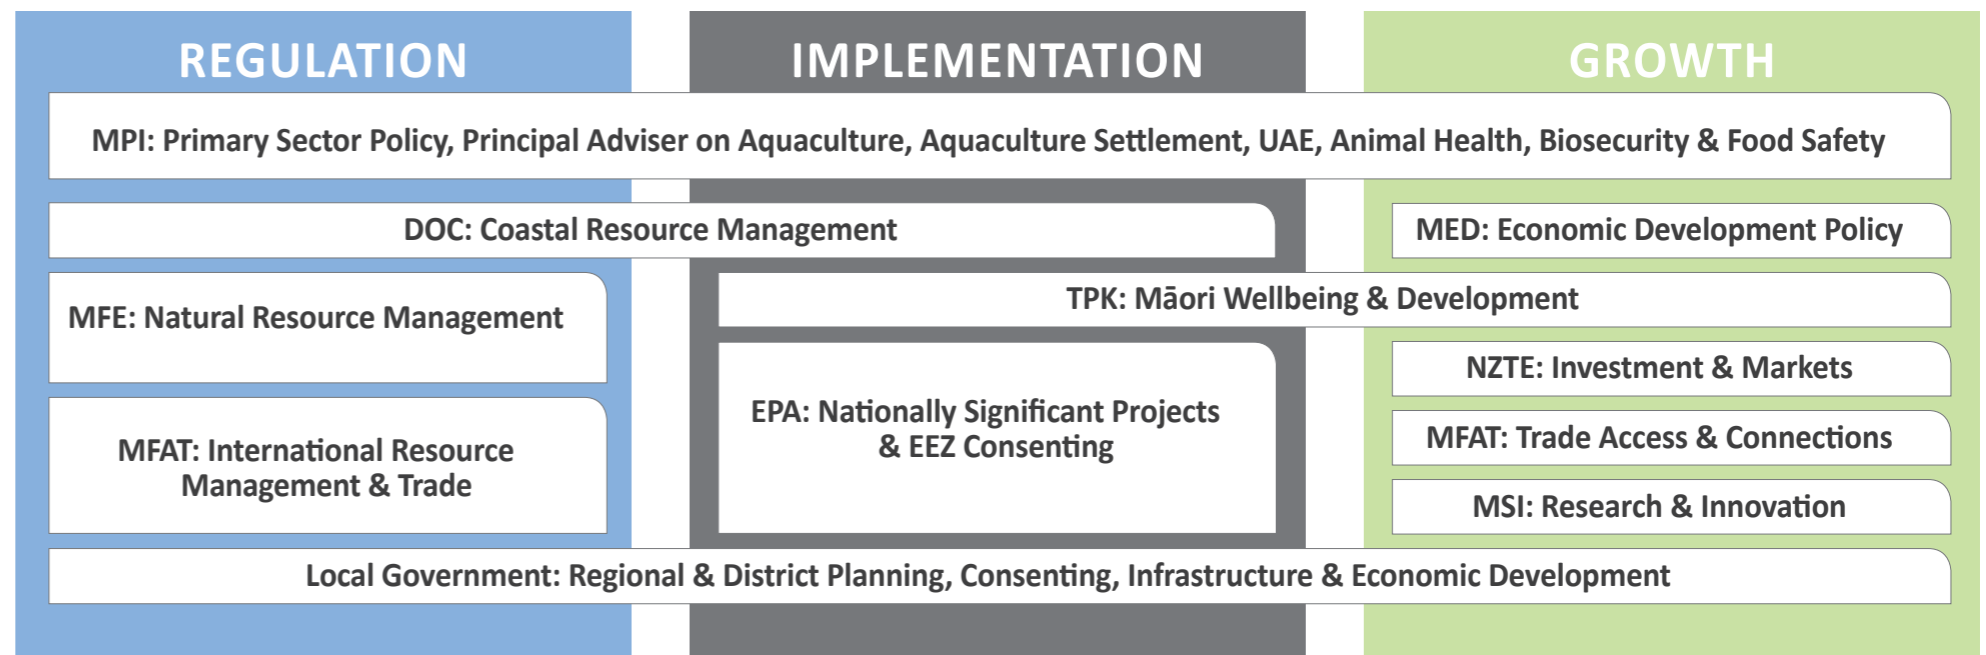 REGULATION
IMPLEMENTATION
GROWTH
MPI: Primary Sector Policy, Principal Adviser on Aquaculture, Aquaculture Settlement, UAE, Animal Health, Biosecurity & Food Safety
DOC: Coastal Resource Management
MED: Economic Development Policy
MFE: Natural Resource Management
TPK: Māori Wellbeing & Development
NZTE: Investment & Markets
EPA: Nationally Significant Projects
& EEZ Consenting
MFAT: Trade Access & Connections
MFAT: International Resource
Management & Trade
MSI: Research & Innovation
Local Government: Regional & District Planning, Consenting, Infrastructure & Economic Development